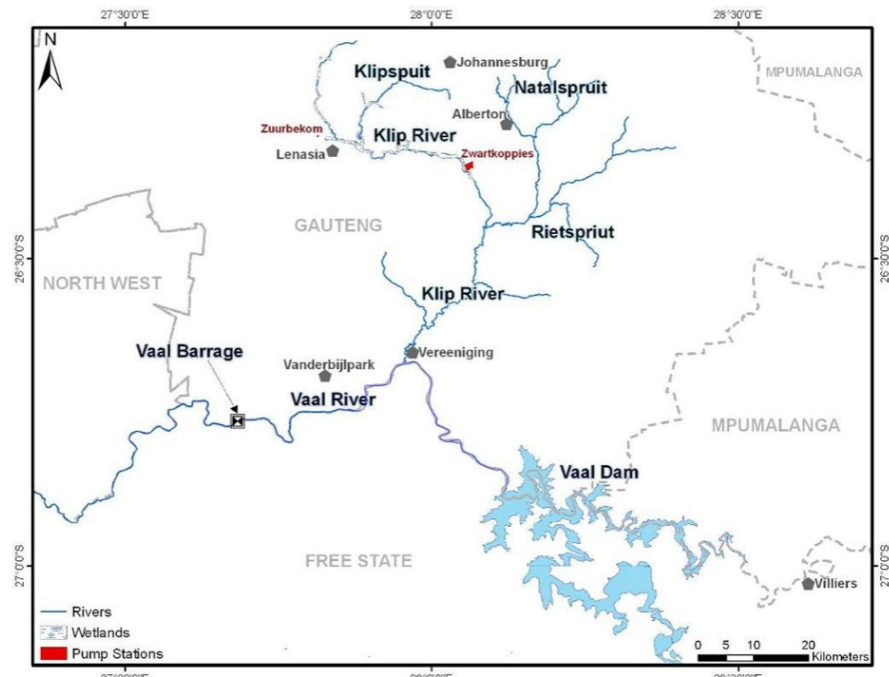 27°30'0"E
28°0'0"E
28°30'0"E
N
MPUMALANGA
Johannesburg
Klipspuit
Natalspruit
Alberton
Zuurbekom
Klip River
Lenasia
Zwartkoppies
GAUTENG
Rietspriut
26°30'0"S
26°30'0"S
NORTH WEST
Klip River
Vaal Barrage
Vereeniging
Vanderbijlpark
Vaal River
MPUMALANGA
Vaal Dam
FREE STATE
27°0'0"S
27°0'0"S
Villiers
Rivers
Wetlands
Pump Stations
0 5 10 20
Kilometers